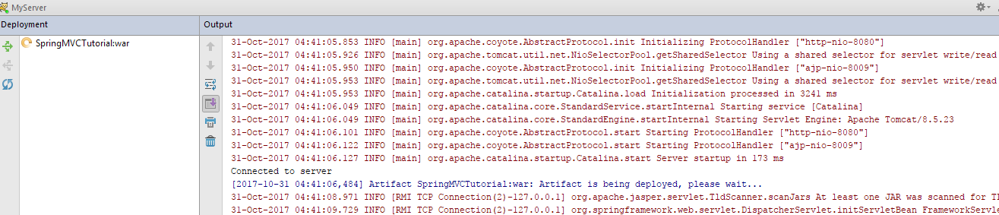 MyServer
Deployment
Output
SpringMVCTutorial:war
31-Oct-2017 04:41:05.853 INFO [main] org.apache.coyote.AbstractProtocol.init Initializing ProtocolHandler ["http-nio-8080"]
31-Oct-2017 04:41:05.926 INFO [main] org.apache.tomcat.util.net.NioSelectorPool.getSharedSelector Using a shared selector for servlet write/read
31-Oct-2017 04:41:05.950 INFO [main] org.apache.coyote.AbstractProtocol.init Initializing ProtocolHandler ["ajp-nio-8009"]
31-Oct-2017 04:41:05.953 INFO [main] org.apache.tomcat.util.net.NioSelectorPool.getSharedSelector Using a shared selector for servlet write/read
31-Oct-2017 04:41:05.953 INFO [main] org.apache.catalina.startup.Catalina.load Initialization processed in 3241 ms
31-Oct-2017 04:41:06.049 INFO [main] org.apache.catalina.core.StandardService.startInternal Starting service [Catalina]
31-Oct-2017 04:41:06.049 INFO [main] org.apache.catalina.core.StandardEngine.startInternal Starting Servlet Engine: Apache Tomcat/8.5.23
31-Oct-2017 04:41:06.101 INFO [main] org.apache.coyote.AbstractProtocol.start Starting ProtocolHandler ["http-nio-8080"]
31-Oct-2017 04:41:06.122 INFO [main] org.apache.coyote.AbstractProtocol.start Starting ProtocolHandler ["ajp-nio-8009"]
31-Oct-2017 04:41:06.127 INFO [main] org.apache.catalina.startup.Catalina.start Server startup in 173 ms
Connected to server
[2017-10-31 04:41:06,484] Artifact SpringMVCTutorial:war: Artifact is being deployed, please wait...
31-Oct-2017 04:41:08.971 INFO [RMI TCP Connection(2)-127.0.0.1] org.apache.jasper.servlet.TldScanner.scanJars At least one JAR was scanned for Tl
31-Oct-2017 04:41:09.729 INFO [RMI TCP Connection(2)-127.0.0.1] org.springframework.web.servlet.DispatcherServlet.initServletBean FrameworkServle